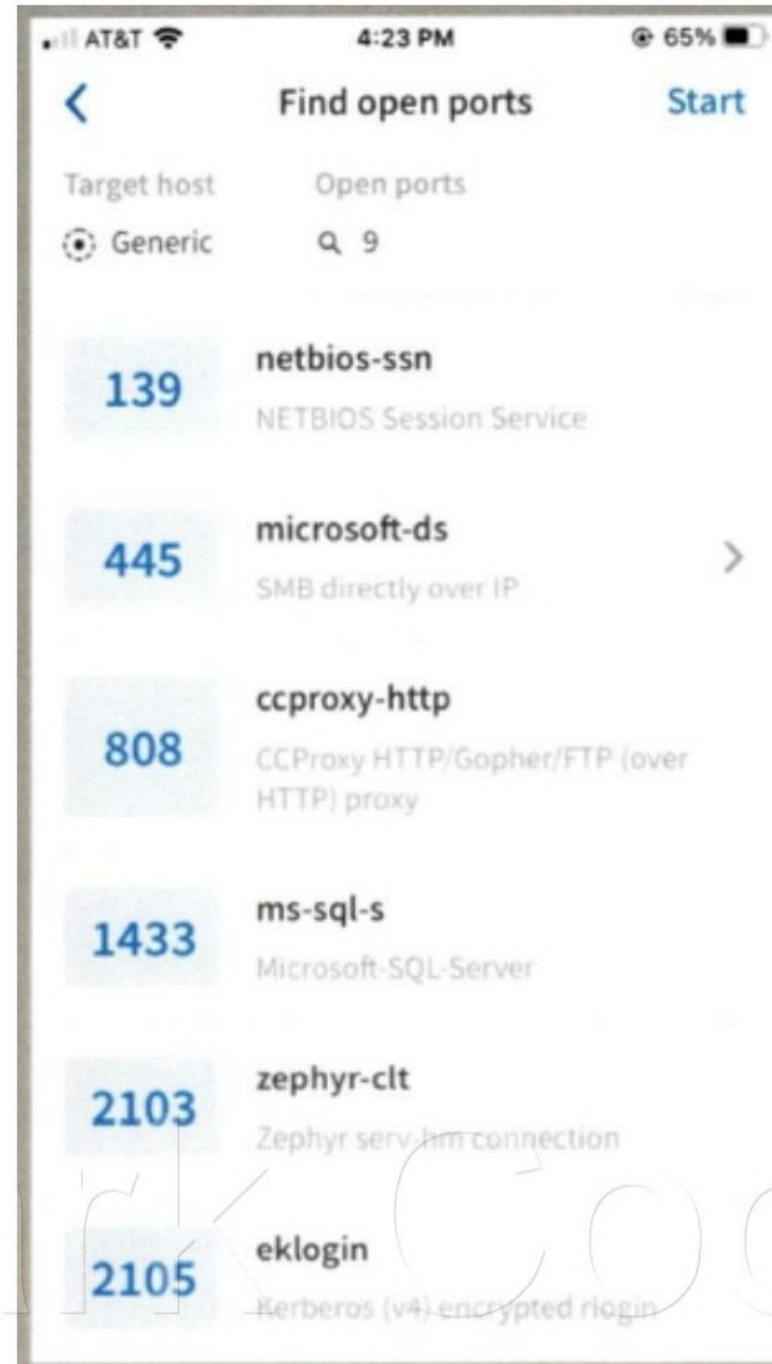 AT&T 4:23 PM 65%
Find open ports Start
Target host Open ports
Generic 9
139 netbios-ssn
NETBIOS Session Service
445 microsoft-ds
SMB directly over IP
808 ccproxy-http
CCProxy HTTP/Gopher/FTP (over
HTTP) proxy
1433 ms-sql-s
Microsoft-SQL-Server
2103 zephyr-clt
Zephyr serv-hm connection
2105 eklogin
Kerberos (v4) encrypted rlogin